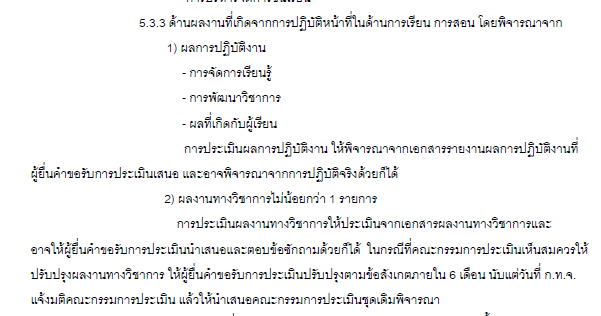 5.3.3 ด้านผลงานที่เกิดจากการปฏิบัติหน้าที่ในด้านการเรียน การสอน โดยพิจารณาจาก
1) ผลการปฏิบัติงาน
- การจัดการเรียนรู้
- การพัฒนาวิชาการ
- ผลที่เกิดกับผู้เรียน
การประเมินผลการปฏิบัติงาน ให้พิจารณาจากเอกสารรายงานผลการปฏิบัติงานที่
ผู้ยื่นคำขอรับการประเมินเสนอ และอาจพิจารณาจากการปฏิบัติจริงด้วยก็ได้
2) ผลงานทางวิชาการไม่น้อยกว่า 1 รายการ
การประเมินผลงานทางวิชาการให้ประเมินจากเอกสารผลงานทางวิชาการและ
อาจให้ผู้ยื่นคำขอรับการประเมินนำเสนอและตอบข้อซักถามด้วยก็ได้ ในกรณีที่คณะกรรมการประเมินเห็นสมควรให้
ปรับปรุงผลงานทางวิชาการ ให้ผู้ยื่นคำขอรับการประเมินปรับปรุงตามข้อสังเกตภายใน 6 เดือน นับแต่วันที่ ก.ท.จ.
แจ้งมติคณะกรรมการประเมิน แล้วให้นำเสนอคณะกรรมการประเมินชุดเดิมพิจารณา